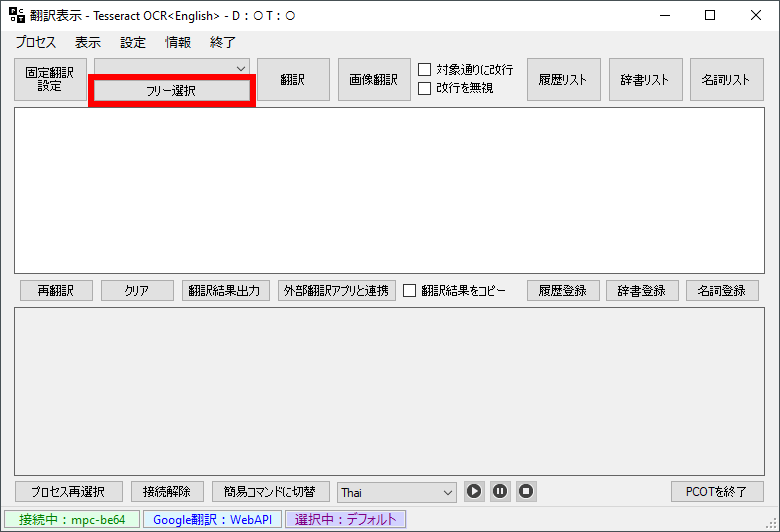 翻訳表示 - Tesseract OCR<English> - D：○ T：○
プロセス 表示 設定 情報 終了
固定翻訳
設定
フリー選択
翻訳
画像翻訳
対象通りに改行
改行を無視
履歴リスト
辞書リスト
名詞リスト
再翻訳
クリア
翻訳結果出力
外部翻訳アプリと連携
翻訳結果をコピー
履歴登録
辞書登録
名詞登録
プロセス再選択
接続解除
簡易コマンドに切替
Thai
PCOTを終了
接続中：mpc-be64
Google翻訳：WebAPI
選択中：デフォルト